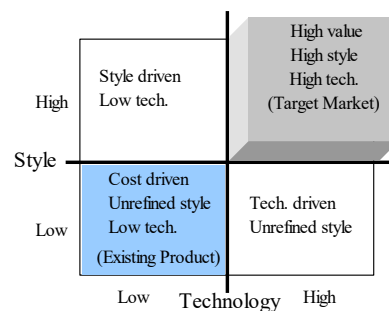 Style driven
Low tech.
High value
High style
High tech.
(Target Market)
High
Style
Low
Cost driven
Unrefined style
Low tech.
(Existing Product)
Tech. driven
Unrefined style
Low
Technology
High